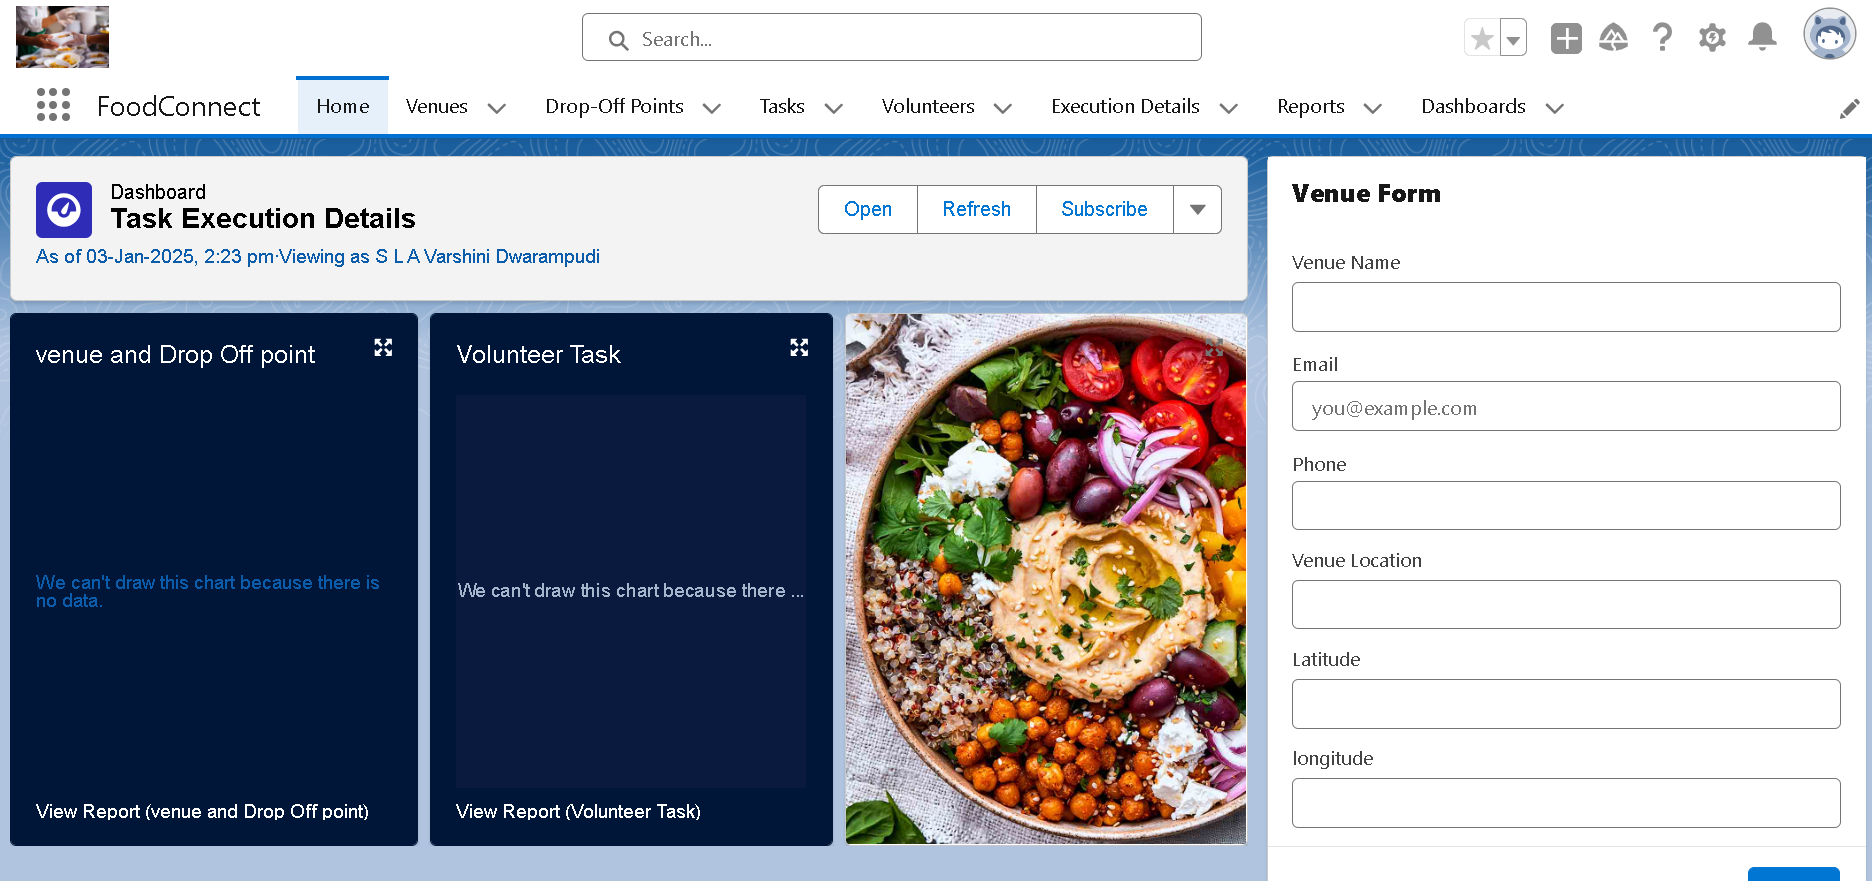 Search...
FoodConnect
Home
Venues
Drop-Off Points
Tasks
Volunteers
Execution Details
Reports
Dashboards
Dashboard
Task Execution Details
As of 03-Jan-2025, 2:23 pm·Viewing as S L A Varshini Dwarampudi
Open
Refresh
Subscribe
venue and Drop Off point
We can't draw this chart because there is
no data.
View Report (venue and Drop Off point)
Volunteer Task
We can't draw this chart because there ...
View Report (Volunteer Task)
Venue Form
Venue Name
Email
you@example.com
Phone
Venue Location
Latitude
longitude